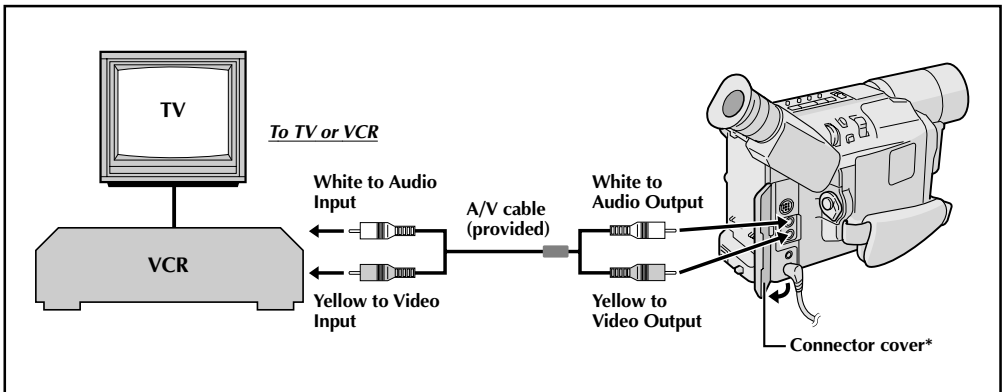 TV
To TV or VCR
VCR
White to Audio
Input
Yellow to Video
Input
A/V cable
(provided)
White to
Audio Output
Yellow to
Video Output
Connector cover*